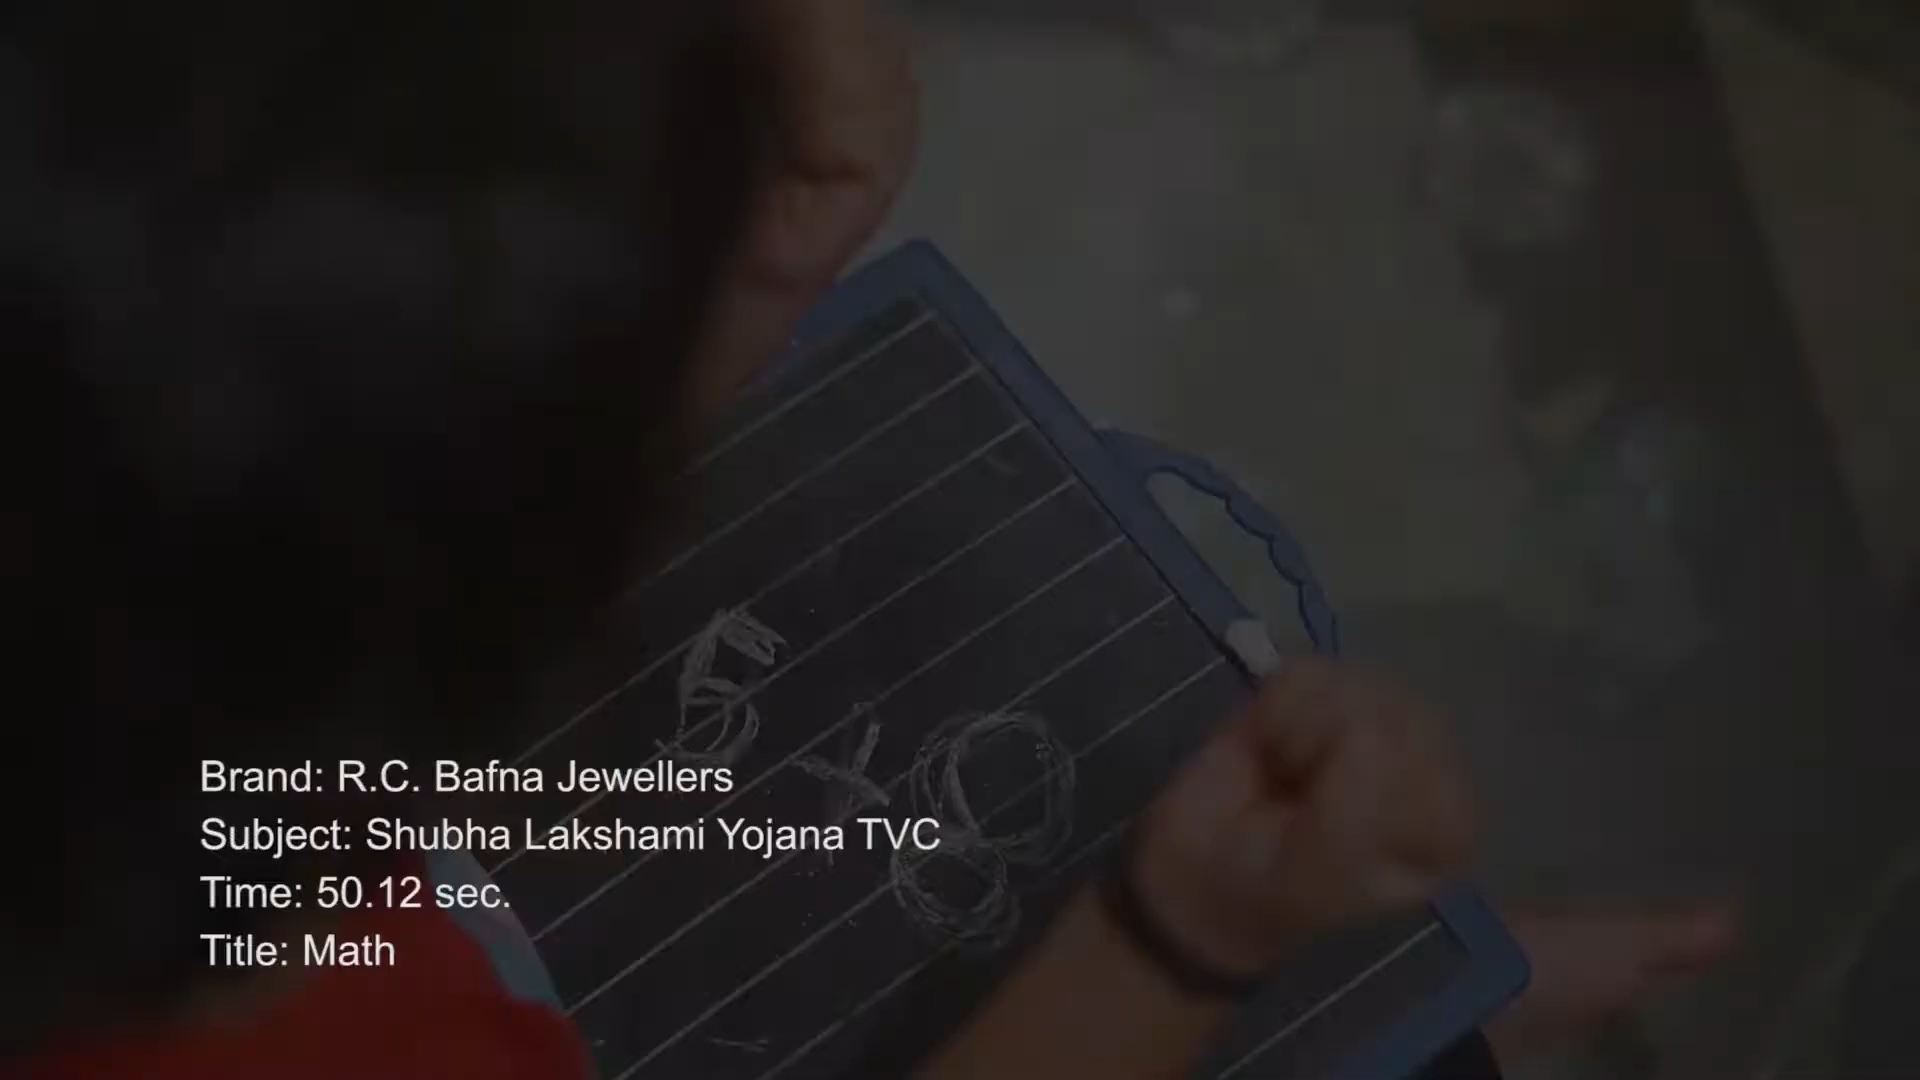 Brand: R.C. Bafna Jewellers
Subject: Shubha Lakshami Yojana TVC
Time: 50.12 sec.
Title: Math